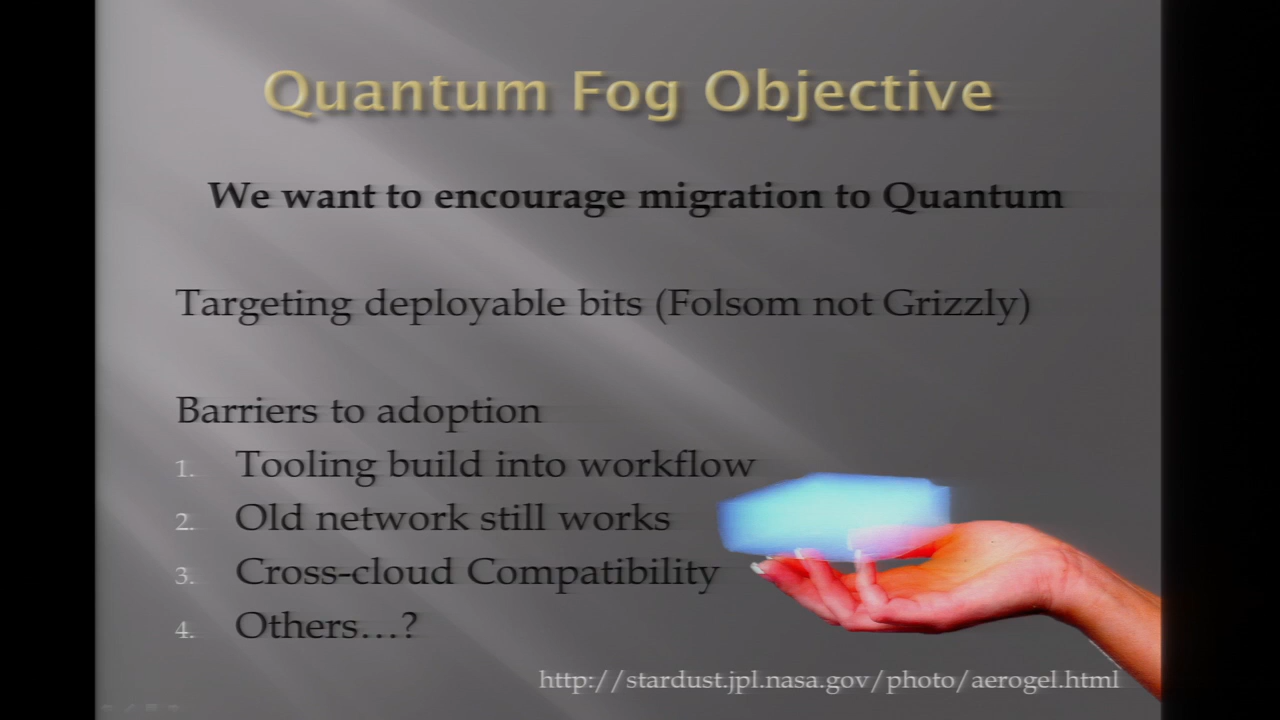 Quantum Fog Objective
We want to encourage migration to Quantum
Targeting deployable bits (Folsom not Grizzly)
Barriers to adoption
1. Tooling build into workflow
2. Old network still works
3. Cross-cloud Compatibility
4. Others…?
http://stardust.jpl.nasa.gov/photo/aerogel.html